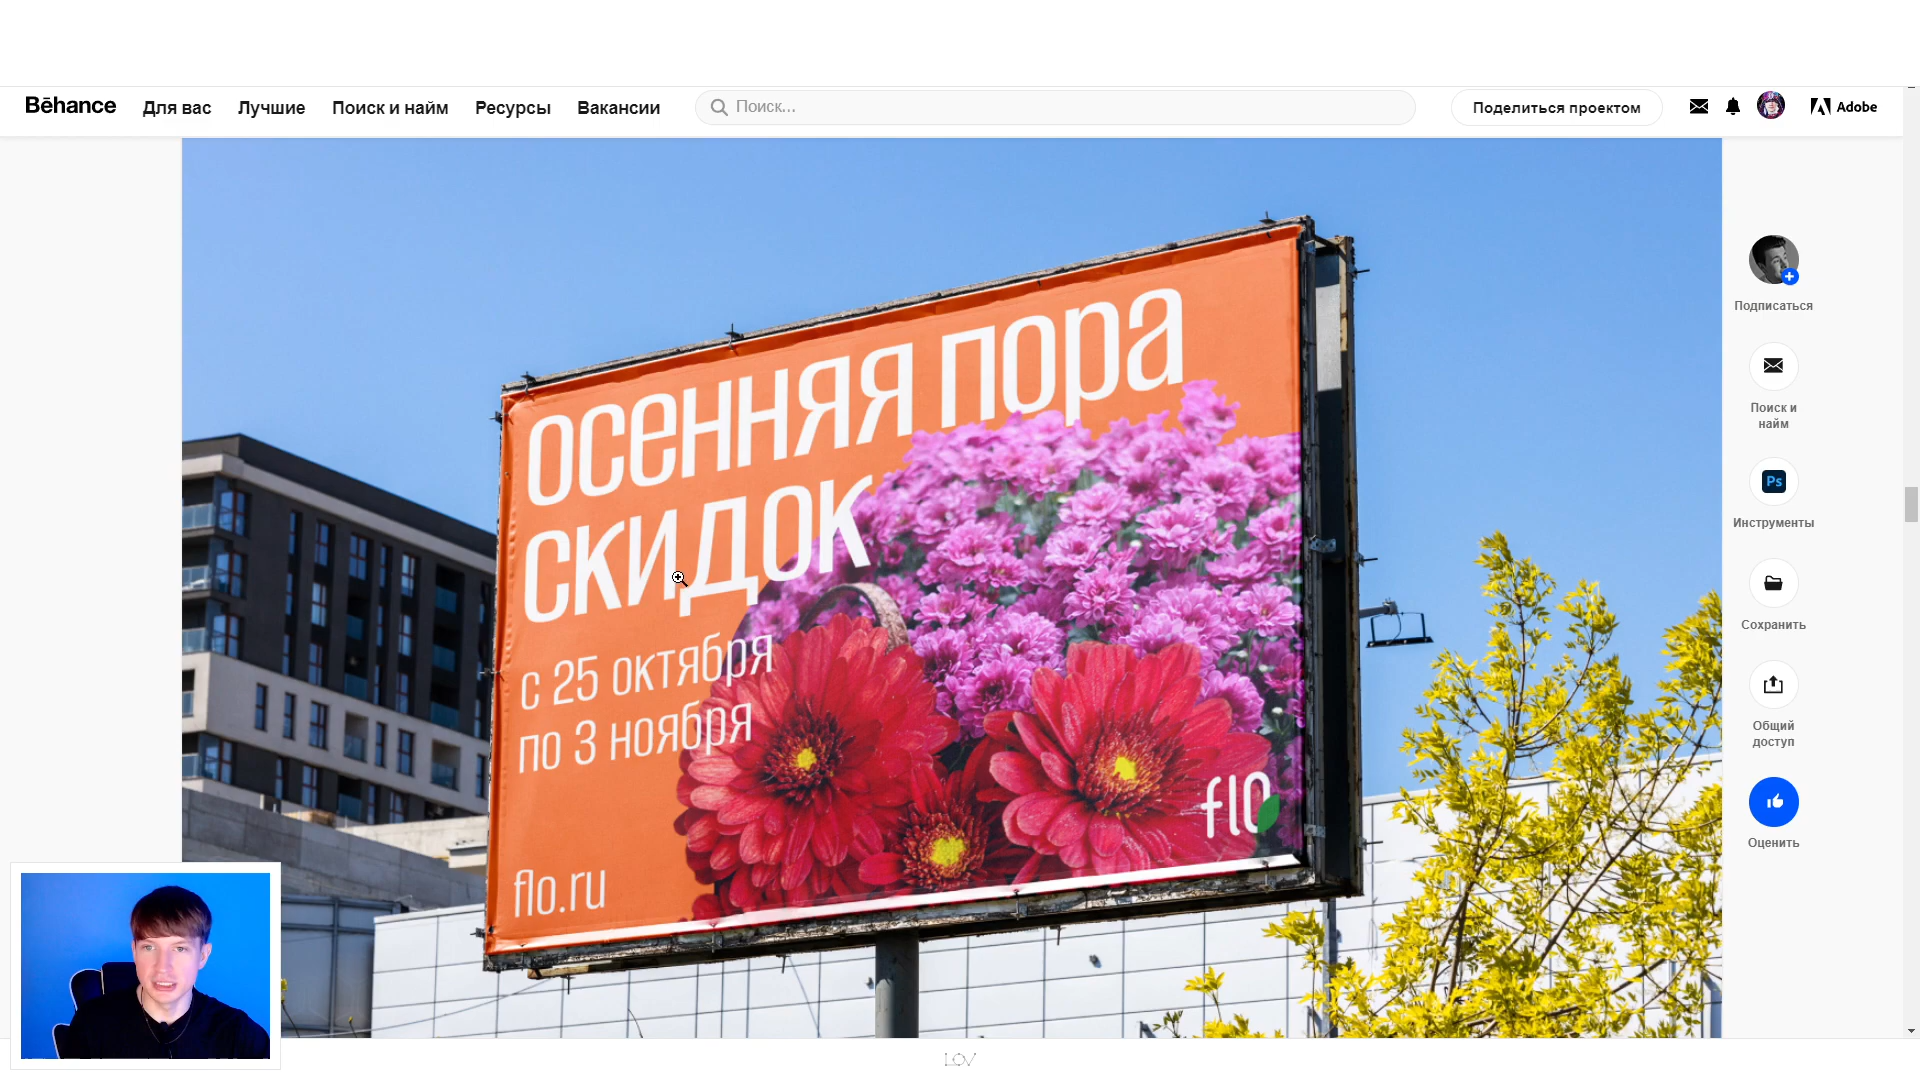 Bēhance
Для вас
Лучшие
Поиск и найм
Ресурсы
Вакансии
Поиск...
Поделиться проектом
Adobe
осенняя пора
скидок
с 25 октября
по 3 ноября
flo
flo.ru
Подписаться
Поиск и
найм
Ps
Инструменты
Сохранить
Общий
доступ
Оценить
LOV